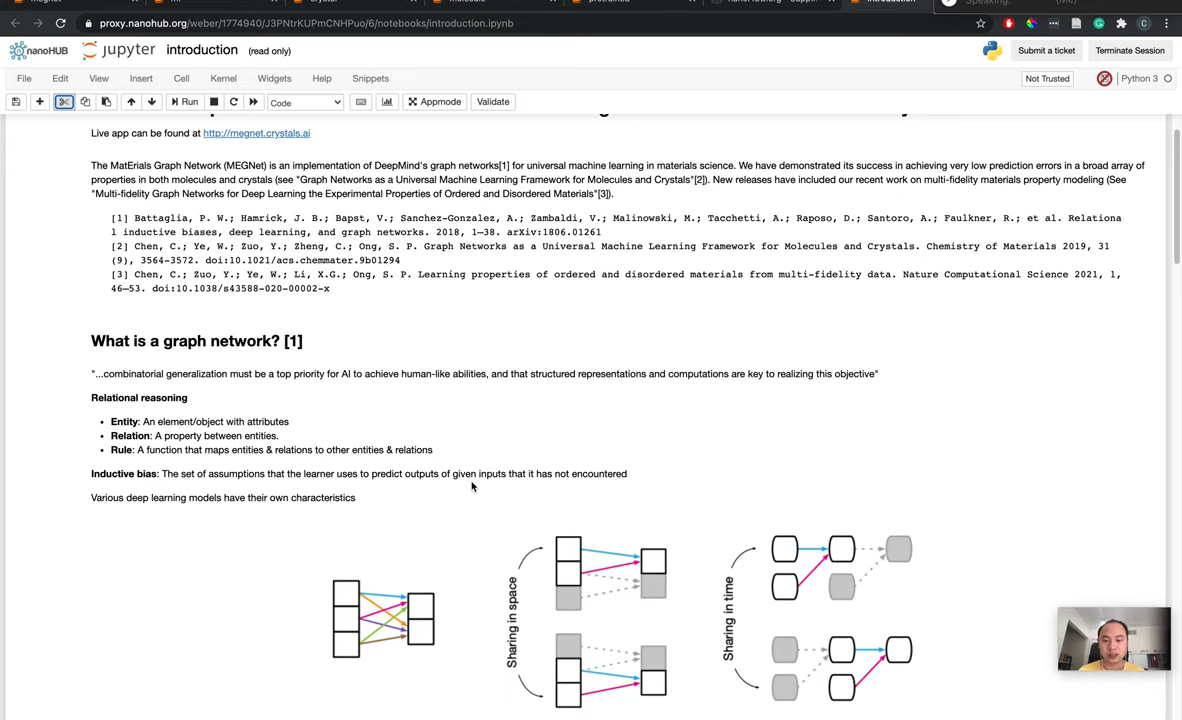 megnet
crystal
molecule
pretrained
introduction
Speaking:
proxy.nanohub.org/weber/1774940/J3PNtrKUPmCNHPuo/6/notebooks/introduction.ipynb
nanoHUB jupyter introduction (read only)
Submit a ticket
Terminate Session
File Edit View Insert Cell Kernel Widgets Help Snippets
Not Trusted
Python 3
Run
Code
Appmode
Validate
Live app can be found at http://megnet.crystals.ai
The MatErials Graph Network (MEGNet) is an implementation of DeepMind's graph networks[1] for universal machine learning in materials science. We have demonstrated its success in achieving very low prediction errors in a broad array of
properties in both molecules and crystals (see "Graph Networks as a Universal Machine Learning Framework for Molecules and Crystals"[2]). New releases have included our recent work on multi-fidelity materials property modeling (See
"Multi-fidelity Graph Networks for Deep Learning the Experimental Properties of Ordered and Disordered Materials"[3]).
[1] Battaglia, P. W.; Hamrick, J. B.; Bapst, V.; Sanchez-Gonzalez, A.; Zambaldi, V.; Malinowski, M.; Tacchetti, A.; Raposo, D.; Santoro, A.; Faulkner, R.; et al. Relationa
l inductive biases, deep learning, and graph networks. 2018, 1–38. arXiv:1806.01261
[2] Chen, C.; Ye, W.; Zuo, Y.; Zheng, C.; Ong, S. P. Graph Networks as a Universal Machine Learning Framework for Molecules and Crystals. Chemistry of Materials 2019, 31
(9), 3564-3572. doi:10.1021/acs.chemmater.9b01294
[3] Chen, C.; Zuo, Y.; Ye, W.; Li, X.G.; Ong, S. P. Learning properties of ordered and disordered materials from multi-fidelity data. Nature Computational Science 2021, 1,
46–53. doi:10.1038/s43588-020-00002-x
What is a graph network? [1]
"...combinatorial generalization must be a top priority for AI to achieve human-like abilities, and that structured representations and computations are key to realizing this objective"
Relational reasoning
• Entity: An element/object with attributes
• Relation: A property between entities.
• Rule: A function that maps entities & relations to other entities & relations
Inductive bias: The set of assumptions that the learner uses to predict outputs of given inputs that it has not encountered
Various deep learning models have their own characteristics
Sharing in space
Sharing in time